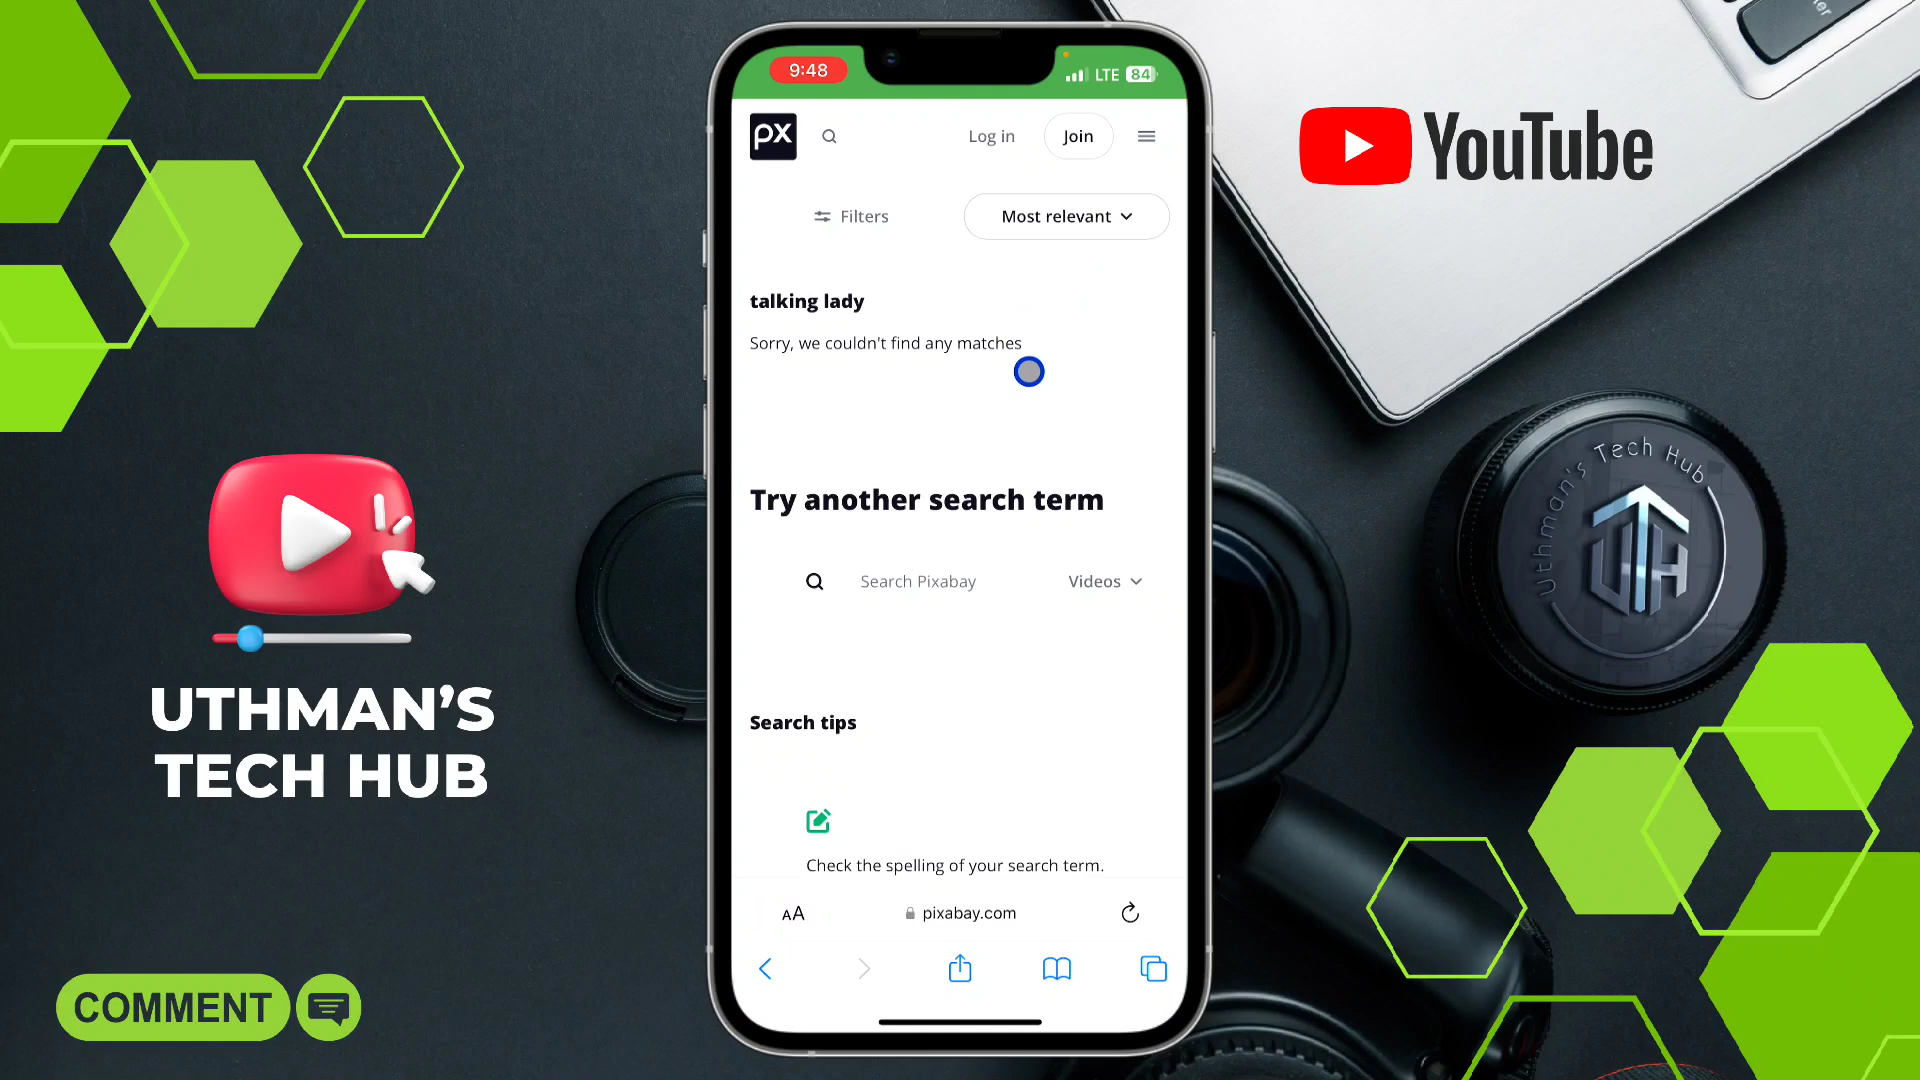 9:48
LTE 84
px
Log in
Join
Filters
Most relevant
talking lady
Sorry, we couldn't find any matches
Try another search term
Search Pixabay
Videos
Search tips
Check the spelling of your search term.
AA
pixabay.com
YouTube
Uthman's Tech Hub
UTH
UTHMAN'S
TECH HUB
COMMENT